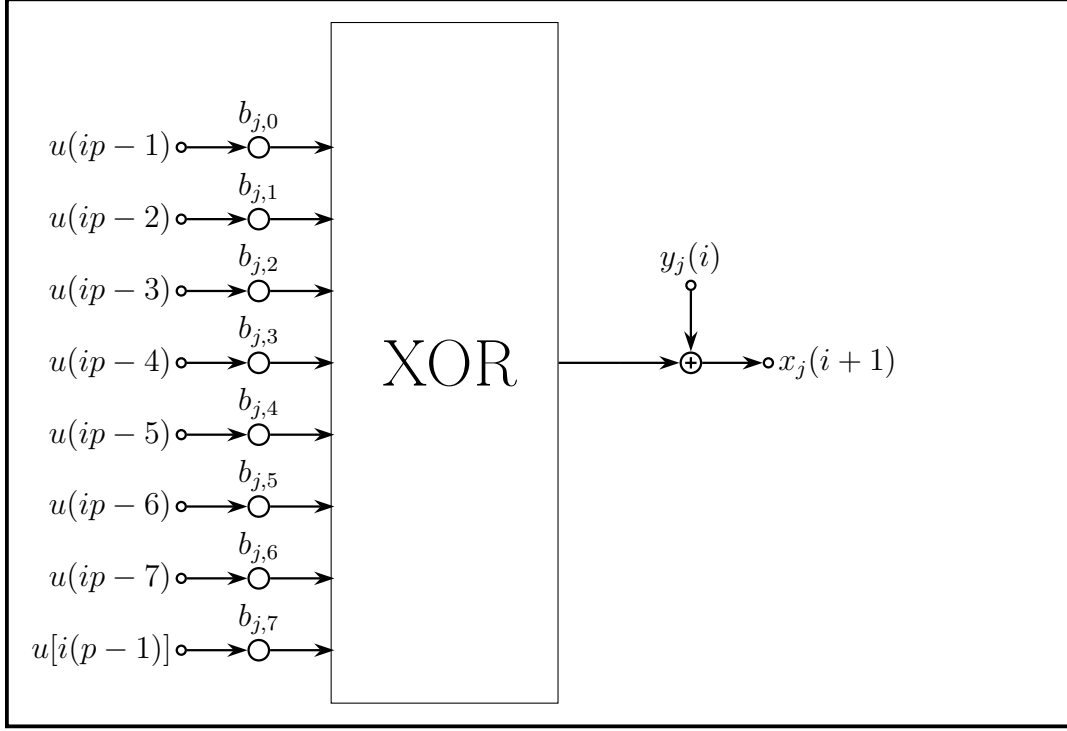 b_{j,0}
u(ip − 1)
b_{j,1}
u(ip − 2)
b_{j,2}
u(ip − 3)
b_{j,3}
u(ip − 4)
b_{j,4}
u(ip − 5)
b_{j,5}
u(ip − 6)
b_{j,6}
u(ip − 7)
b_{j,7}
u[i(p − 1)]
XOR
y_j(i)
+
x_j(i + 1)